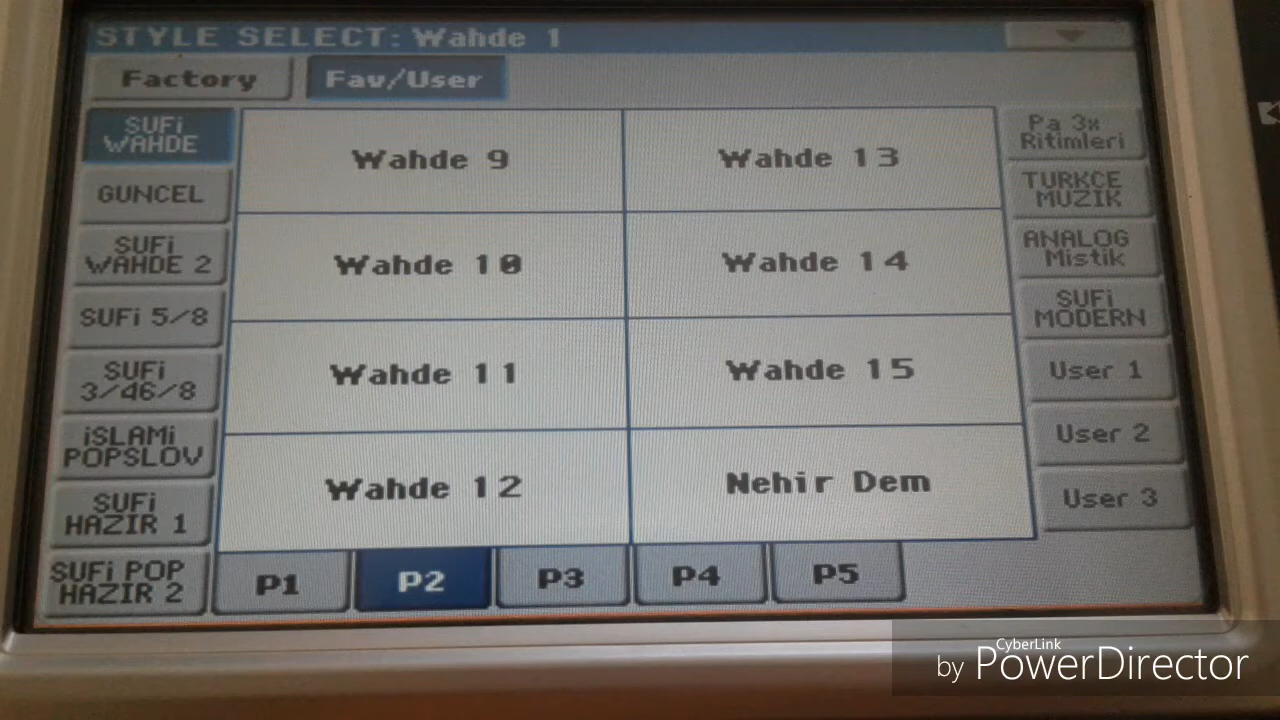 STYLE SELECT: Wahde 1
Factory
Fav/User
SUFi
WAHDE
GUNCEL
SUFi
WAHDE 2
SUFi 5/8
SUFi
3/46/8
iSLAMi
POPSLOV
SUFi
HAZIR 1
SUFi POP
HAZIR 2
Wahde 9
Wahde 13
Wahde 10
Wahde 14
Wahde 11
Wahde 15
Wahde 12
Nehir Dem
Pa 3x
Ritimleri
TURKCE
MUZIK
ANALOG
Mistik
SUFi
MODERN
User 1
User 2
User 3
P1
P2
P3
P4
P5
CyberLink
by PowerDirector